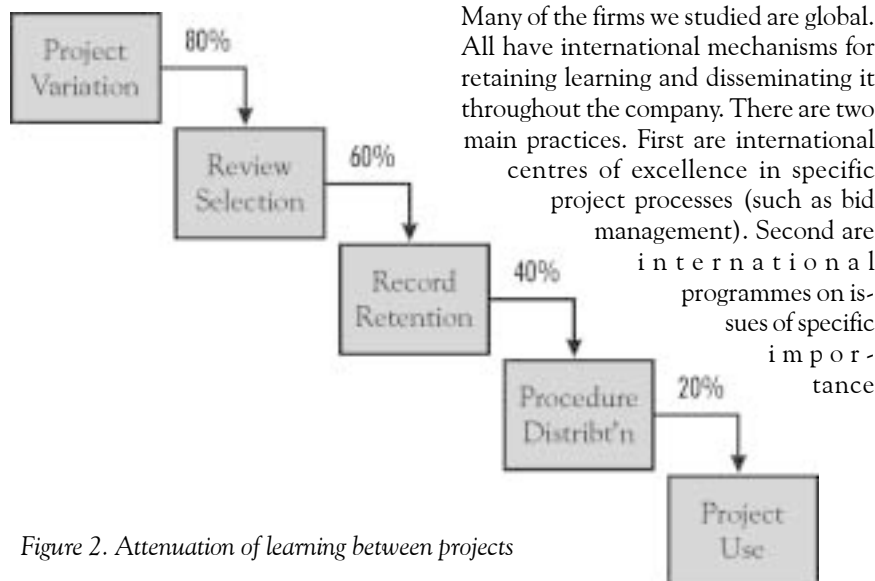 Project
Variation
80%
Review
Selection
60%
Record
Retention
40%
Procedure
Distribt'n
20%
Project
Use
Figure 2. Attenuation of learning between projects
Many of the firms we studied are global.
All have international mechanisms for
retaining learning and disseminating it
throughout the company. There are two
main practices. First are international
centres of excellence in specific
project processes (such as bid
management). Second are
international
programmes on is-
sues of specific
impor-
tance